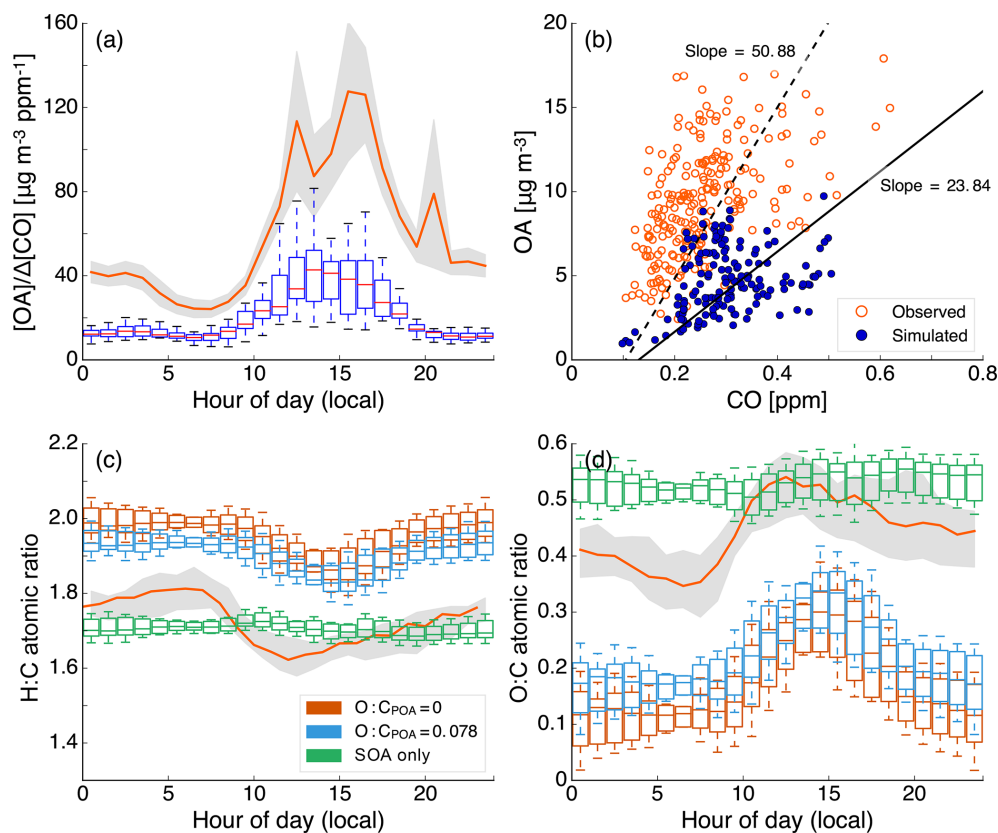 (a)
160
120
80
40
0
[OA]/Δ[CO] [µg m-3 ppm-1]
0 5 10 15 20
Hour of day (local)
(b)
Slope = 50.88
Slope = 23.84
20
15
10
5
0
OA [µg m-3]
Observed
Simulated
0 0.2 0.4 0.6 0.8
CO [ppm]
(c)
2.2
2.0
1.8
1.6
1.4
H:C atomic ratio
O:CPOA=0
O:CPOA=0.078
SOA only
0 5 10 15 20
Hour of day (local)
(d)
0.6
0.5
0.4
0.3
0.2
0.1
0
O:C atomic ratio
0 5 10 15 20
Hour of day (local)